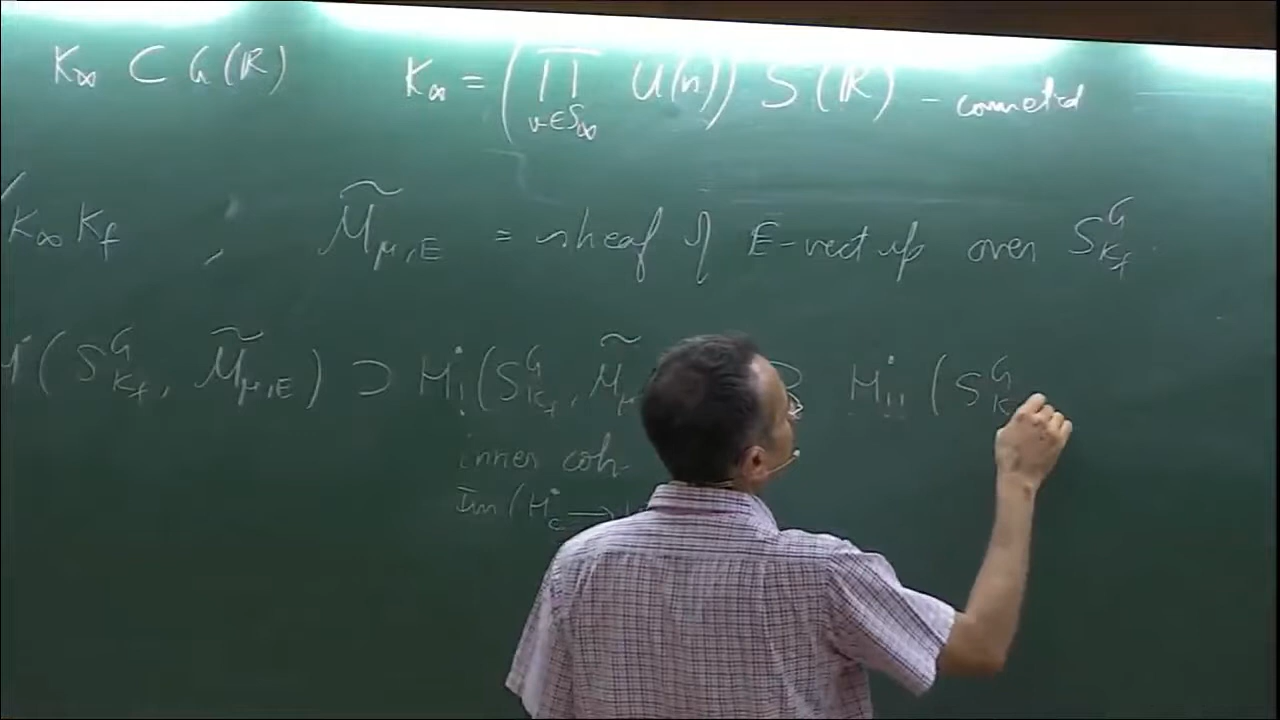 K∞ ⊂ G(ℝ)    K∞ = (∏_{v∈S∞} U(n)) S(ℝ) – connected
/K∞ K_f , M̃_{μ,E} = sheaf of E-vect sp over S^G_{K_f}.
(S^G_{K_f}, M̃_{μ,E}) ⊃ H^•_!(S^G_{K_f}, M̃_μ ⊃ H^•_{!!}(S^G_K
inner coh.
Im(H^•_c →